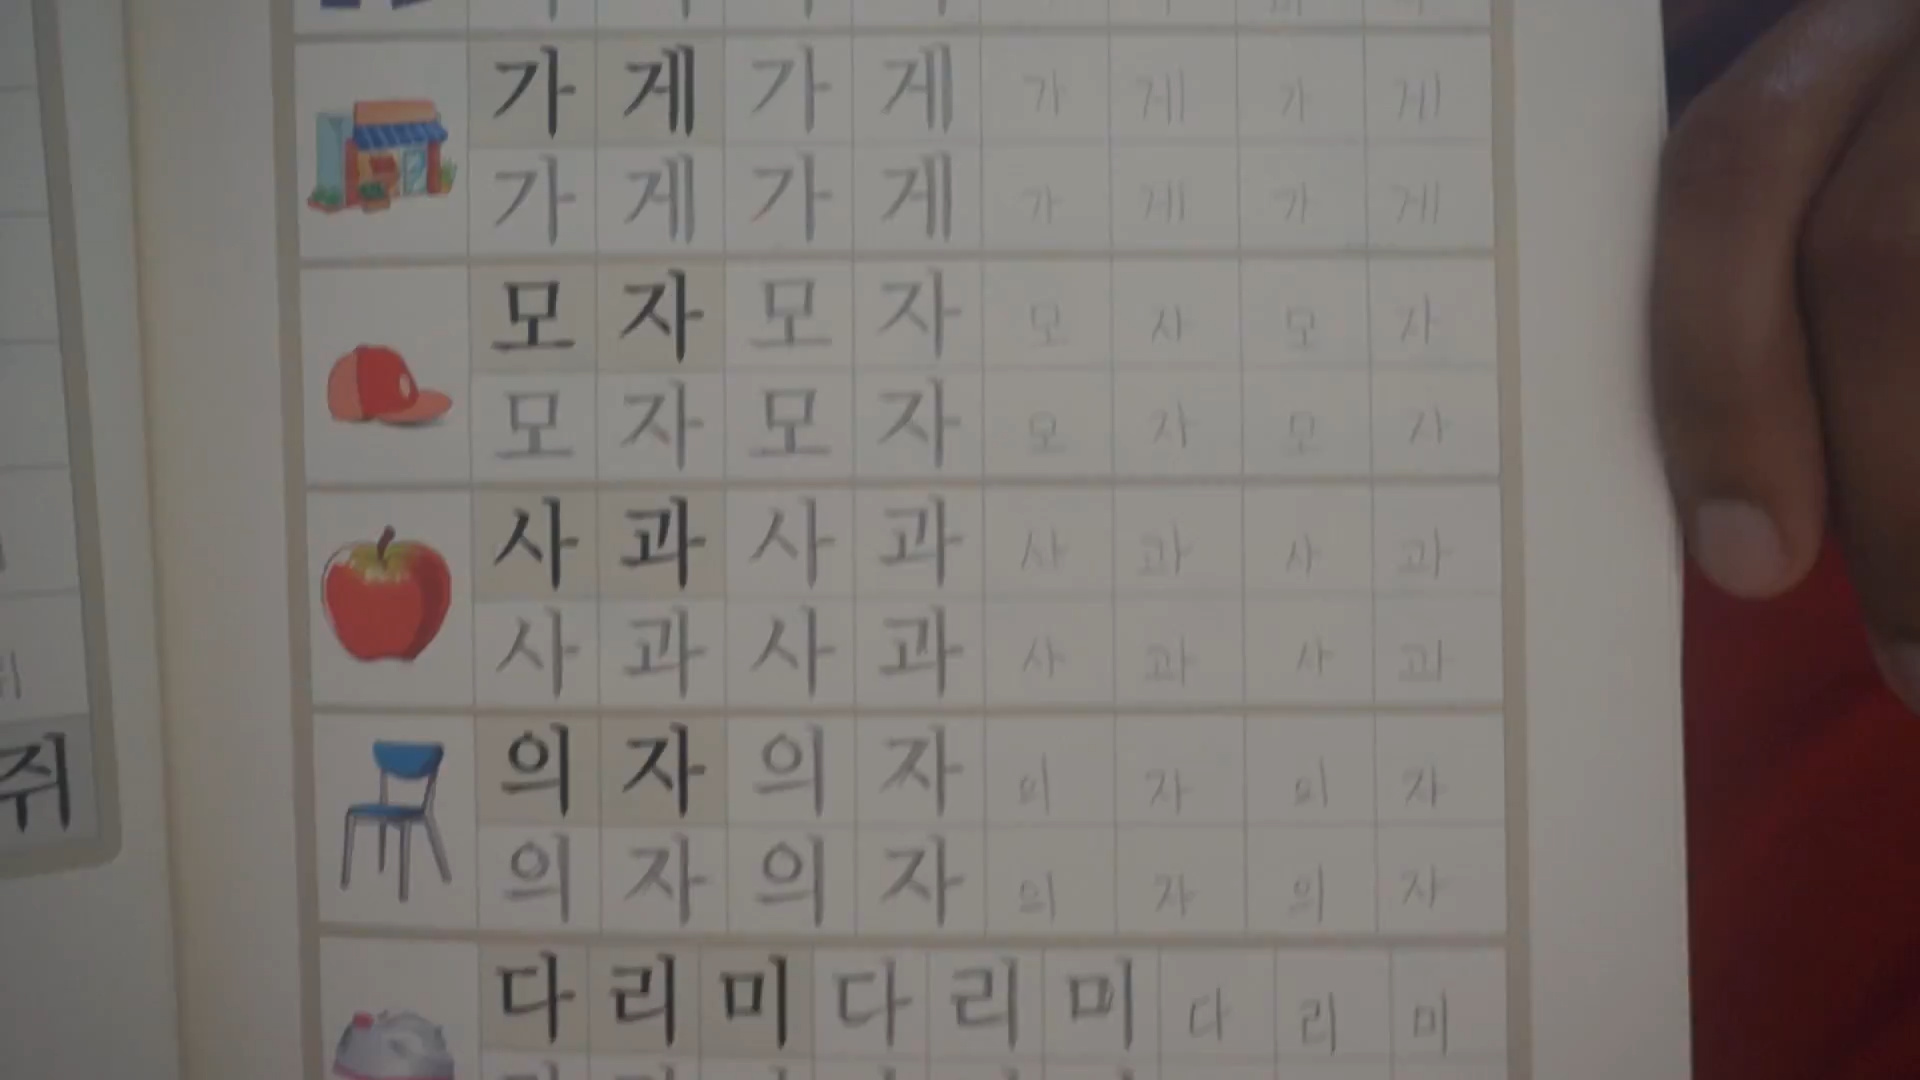 가 게 가 게 가 게 가 게
가 게 가 게 가 게 가 게
모 자 모 자 모 자 모 자
모 자 모 자 모 자 모 자
사 과 사 과 사 과 사 과
사 과 사 과 사 과 사 과
의 자 의 자 의 자 의 자
의 자 의 자 의 자 의 자
다 리 미 다 리 미 다 리 미
쥐